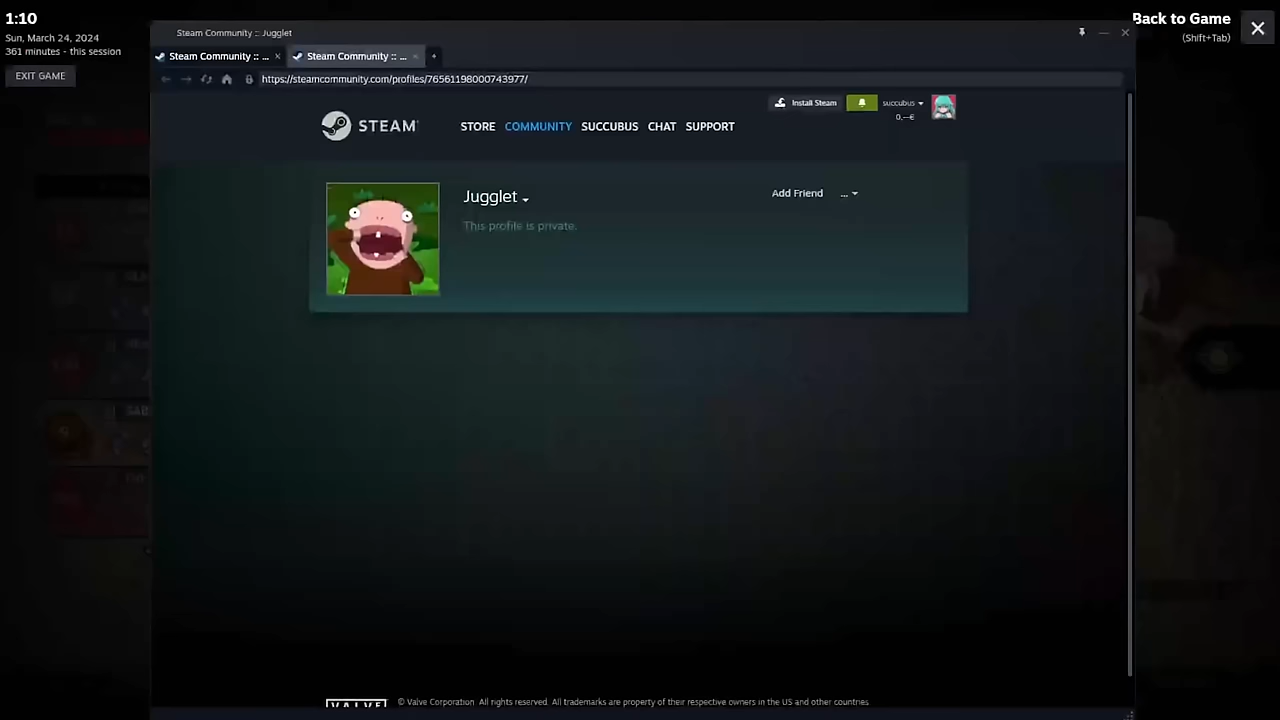 1:10
Sun, March 24, 2024
361 minutes - this session
EXIT GAME
Back to Game
(Shift+Tab)
Steam Community :: Jugglet
Steam Community :: ...
Steam Community :: ...
https://steamcommunity.com/profiles/76561198000743977/
Install Steam
succubus
0,--€
STEAM
STORE COMMUNITY SUCCUBUS CHAT SUPPORT
Jugglet
Add Friend ...
This profile is private.
VALVE
© Valve Corporation. All rights reserved. All trademarks are property of their respective owners in the US and other countries.